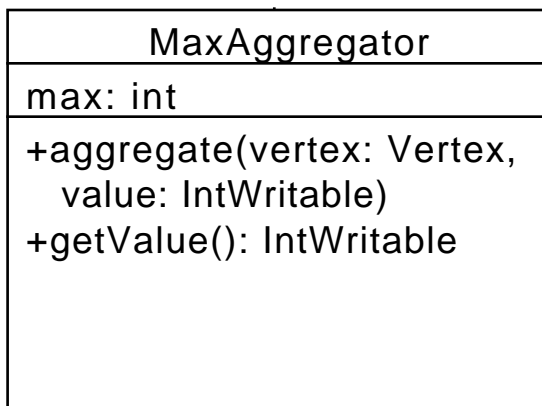 MaxAggregator
max: int
+aggregate(vertex: Vertex,
value: IntWritable)
+getValue(): IntWritable